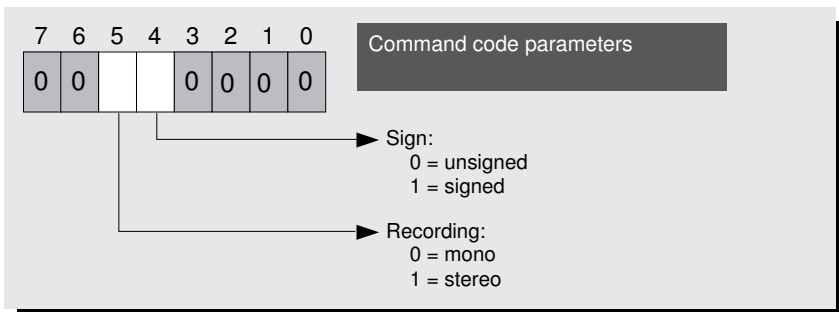 7 6 5 4 3 2 1 0
0 0 0 0 0 0
Command code parameters
Sign:
0 = unsigned
1 = signed
Recording:
0 = mono
1 = stereo